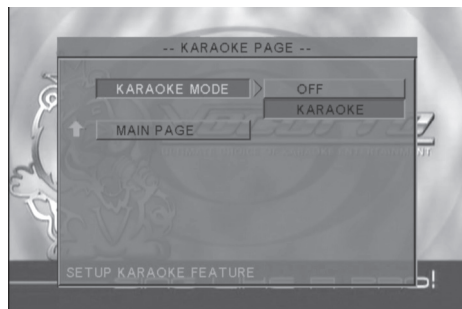 -- KARAOKE PAGE --
KARAOKE MODE
OFF
KARAOKE
MAIN PAGE
SETUP KARAOKE FEATURE